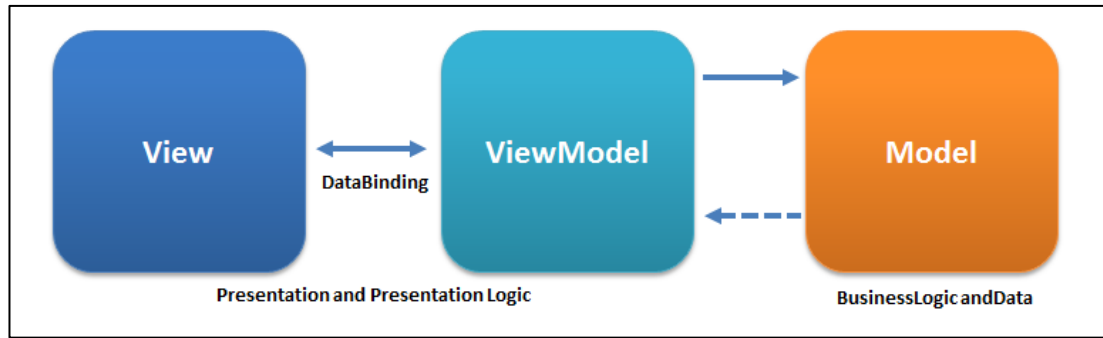 View
ViewModel
Model
DataBinding
Presentation and Presentation Logic
BusinessLogic andData